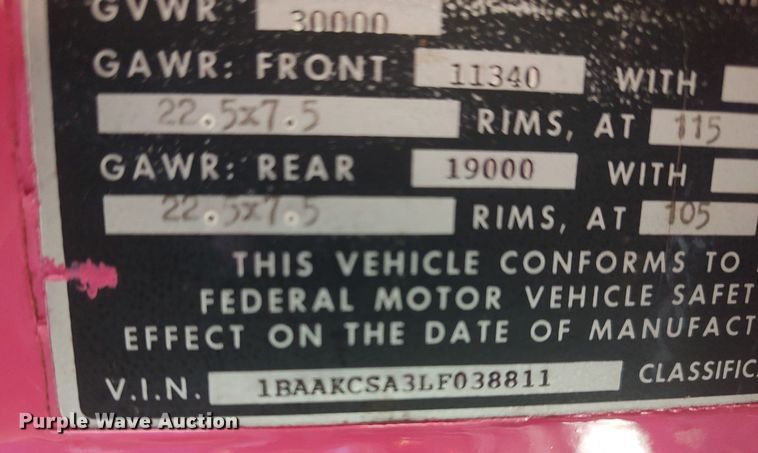 GVWR 30000
GAWR: FRONT 11340 WITH
22.5x7.5 RIMS, AT 115
GAWR: REAR 19000 WITH
22.5x7.5 RIMS, AT 105
THIS VEHICLE CONFORMS TO
FEDERAL MOTOR VEHICLE SAFET
EFFECT ON THE DATE OF MANUFACT
V.I.N. 1BAAKCSA3LF038811 CLASSIFIC
Purple Wave Auction